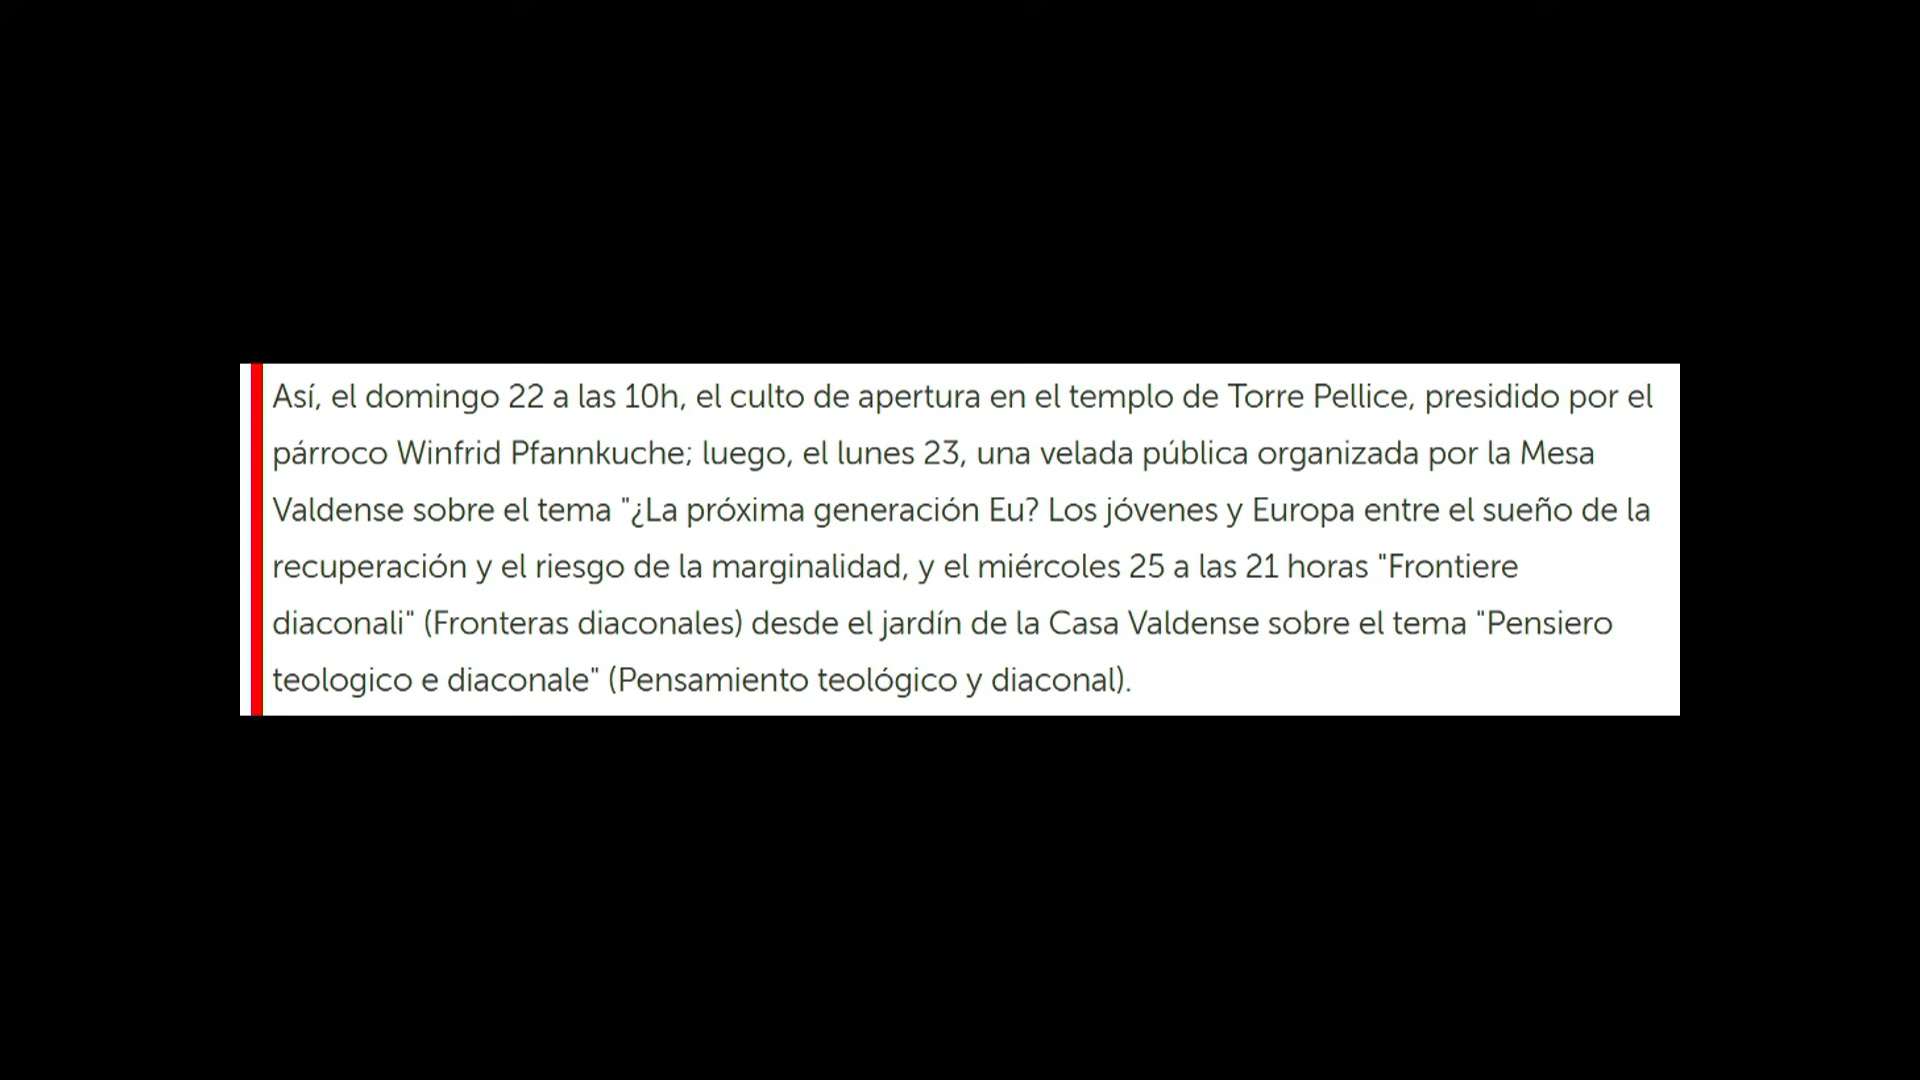 Así, el domingo 22 a las 10h, el culto de apertura en el templo de Torre Pellice, presidido por el
párroco Winfrid Pfannkuche; luego, el lunes 23, una velada pública organizada por la Mesa
Valdense sobre el tema "¿La próxima generación Eu? Los jóvenes y Europa entre el sueño de la
recuperación y el riesgo de la marginalidad, y el miércoles 25 a las 21 horas "Frontiere
diaconali" (Fronteras diaconales) desde el jardín de la Casa Valdense sobre el tema "Pensiero
teologico e diaconale" (Pensamiento teológico y diaconal).